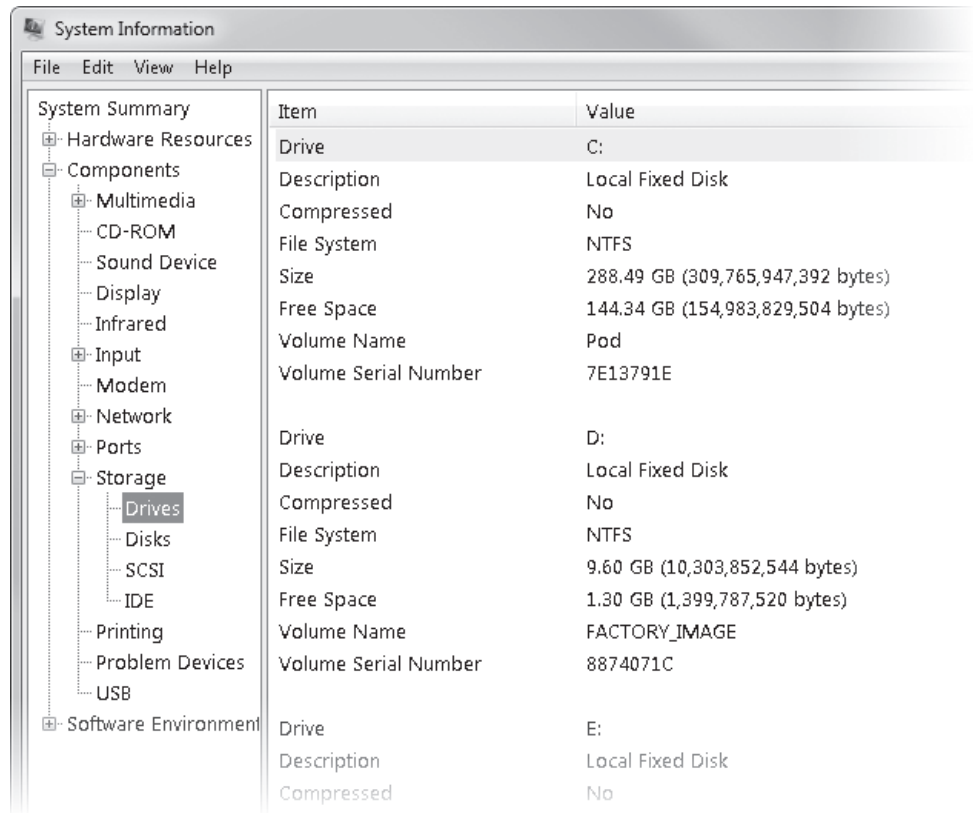 System Information
File Edit View Help
System Summary
Hardware Resources
Components
Multimedia
CD-ROM
Sound Device
Display
Infrared
Input
Modem
Network
Ports
Storage
Drives
Disks
SCSI
IDE
Printing
Problem Devices
USB
Software Environment
Item Value
Drive C:
Description Local Fixed Disk
Compressed No
File System NTFS
Size 288.49 GB (309,765,947,392 bytes)
Free Space 144.34 GB (154,983,829,504 bytes)
Volume Name Pod
Volume Serial Number 7E13791E
Drive D:
Description Local Fixed Disk
Compressed No
File System NTFS
Size 9.60 GB (10,303,852,544 bytes)
Free Space 1.30 GB (1,399,787,520 bytes)
Volume Name FACTORY_IMAGE
Volume Serial Number 8874071C
Drive E:
Description Local Fixed Disk
Compressed No